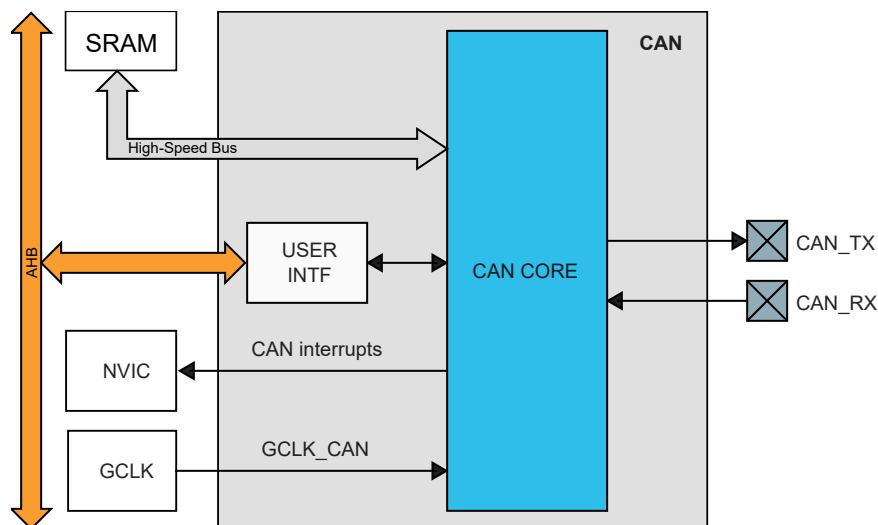 SRAM
CAN
High-Speed Bus
CAN_TX
USER
INTF
CAN CORE
AHB
CAN_RX
CAN interrupts
NVIC
GCLK_CAN
GCLK